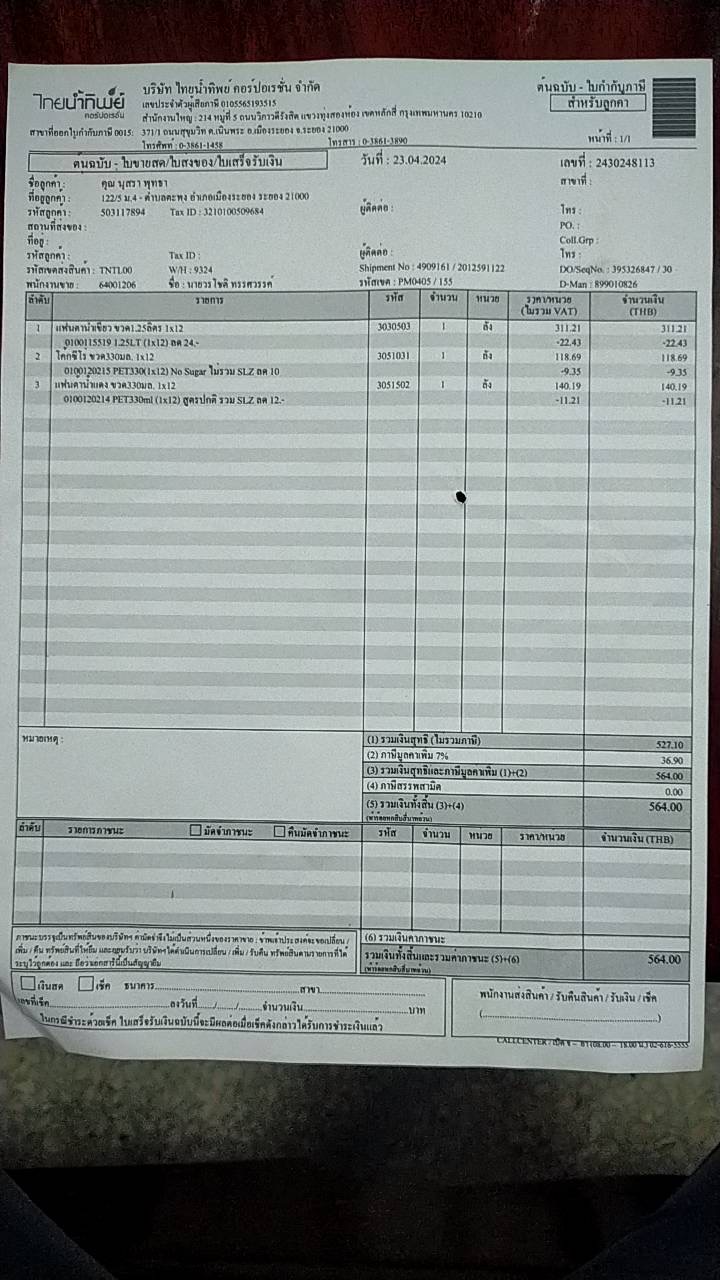 ไทยน้ำทิพย์
คอร์ปอเรชั่น
บริษัท ไทยน้ำทิพย์ คอร์ปอเรชั่น จำกัด
เลขประจำตัวผู้เสียภาษี 0105565193515
สำนักงานใหญ่ : 214 หมู่ที่ 5 ถนนวิภาวดีรังสิต แขวงทุ่งสองห้อง เขตหลักสี่ กรุงเทพมหานคร 10210
สาขาที่ออกใบกำกับภาษี 0015: 371/1 ถนนสุขุมวิท ต.เนินพระ อ.เมืองระยอง จ.ระยอง 21000
โทรศัพท์ : 0-3861-1458 โทรสาร : 0-3861-3890
ต้นฉบับ - ใบกำกับภาษี
สำหรับลูกค้า
หน้าที่ : 1/1
ต้นฉบับ - ใบขายสด/ใบส่งของ/ใบเสร็จรับเงิน วันที่ : 23.04.2024 เลขที่ : 2430248113
ชื่อลูกค้า : คุณ นุสรา พุทธา สาขาที่ :
ที่อยู่ลูกค้า : 122/5 ม.4 - ตำบลตะพง อำเภอเมืองระยอง ระยอง 21000
รหัสลูกค้า : 503117894 Tax ID : 3210100509684 ผู้ติดต่อ : โทร :
สถานที่ส่งของ : PO. :
ที่อยู่ : Coll.Grp :
รหัสลูกค้า : Tax ID : ผู้ติดต่อ : โทร :
รหัสเขตส่งสินค้า : TNTL00 W/H : 9324 Shipment No : 4909161 / 2012591122 DO/SeqNo. : 395326847 / 30
พนักงานขาย : 64001206 ชื่อ : นายวรโชติ ทรรศวรรค์ รหัสเขต : PM0405 / 155 D-Man : 899010826
ลำดับ รายการ รหัส จำนวน หน่วย ราคา/หน่วย จำนวนเงิน
(ไม่รวม VAT) (THB)
1 แฟนต้าน้ำเขียว ขวด1.25ลิตร 1x12 3030503 1 ลัง 311.21 311.21
0100115519 1.25LT (1x12) ลด 24.- -22.43 -22.43
2 โค้กซีโร่ ขวด330มล. 1x12 3051031 1 ลัง 118.69 118.69
0100120215 PET330(1x12) No Sugar ไม่รวม SLZ ลด 10 -9.35 -9.35
3 แฟนต้าน้ำแดง ขวด330มล. 1x12 3051502 1 ลัง 140.19 140.19
0100120214 PET330ml (1x12) สูตรปกติ รวม SLZ ลด 12.- -11.21 -11.21
หมายเหตุ :
(1) รวมเงินสุทธิ (ไม่รวมภาษี) 527.10
(2) ภาษีมูลค่าเพิ่ม 7% 36.90
(3) รวมเงินสุทธิและภาษีมูลค่าเพิ่ม (1)+(2) 564.00
(4) ภาษีสรรพสามิต 0.00
(5) รวมเงินทั้งสิ้น (3)+(4) 564.00
(ห้าร้อยหกสิบสี่บาทถ้วน)
ลำดับ รายการภาชนะ มัดจำภาชนะ คืนมัดจำภาชนะ รหัส จำนวน หน่วย ราคา/หน่วย จำนวนเงิน (THB)
(6) รวมเงินค่าภาชนะ
รวมเงินทั้งสิ้นและรวมค่าภาชนะ (5)+(6) 564.00
(ห้าร้อยหกสิบสี่บาทถ้วน)
ภาชนะบรรจุเป็นทรัพย์สินของบริษัทฯ ค่ามัดจำจึงไม่เป็นส่วนหนึ่งของราคาขาย : ข้าพเจ้าประสงค์จะขอเปลี่ยน /
เพิ่ม / คืน ทรัพย์สินที่ให้ยืม และยอมรับว่า บริษัทฯ ได้ดำเนินการเปลี่ยน / เพิ่ม / รับคืน ทรัพย์สินตามรายการที่ได้
ระบุไว้ถูกต้อง และ ถือว่าเอกสารนี้เป็นสัญญายืม
เงินสด เช็ค ธนาคาร สาขา
เลขที่เช็ค ลงวันที่ / / จำนวนเงิน บาท
ในกรณีชำระด้วยเช็ค ใบเสร็จรับเงินฉบับนี้จะมีผลต่อเมื่อเช็คดังกล่าวได้รับการชำระเงินแล้ว
พนักงานส่งสินค้า / รับคืนสินค้า / รับเงิน / เช็ค
( )